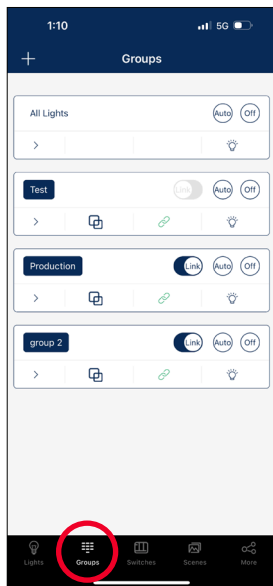 1:10 5G
Groups
All Lights Auto Off
Test Link Auto Off
Production Link Auto Off
group 2 Link Auto Off
Lights Groups Switches Scenes More